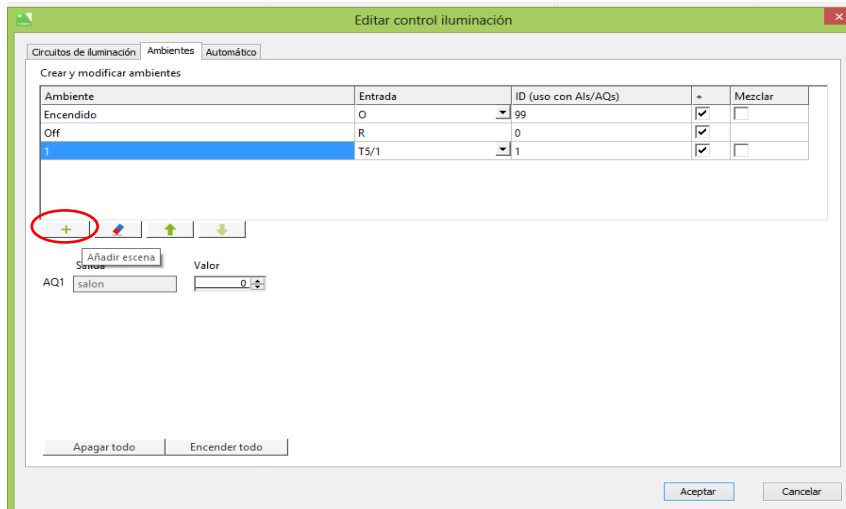 Editar control iluminación
Circuitos de iluminación Ambientes Automático
Crear y modificar ambientes
Ambiente Entrada ID (uso con AIs/AQs) + Mezclar
Encendido O 99
Off R 0
1 T5/1 1
Añadir escena
Salida Valor
AQ1 salon 0
Apagar todo Encender todo
Aceptar Cancelar